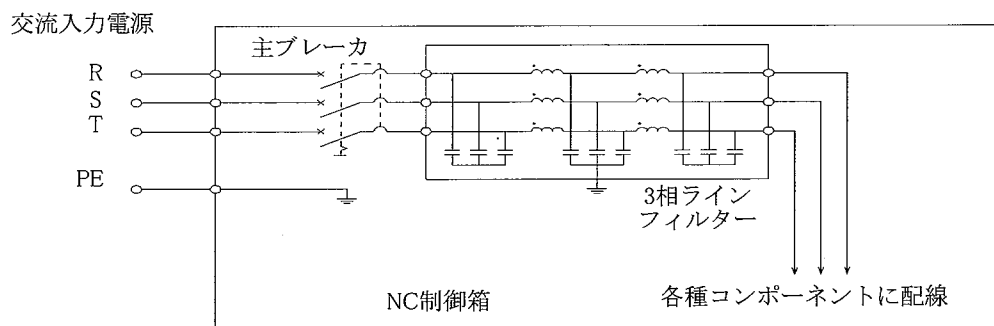 交流入力電源
主ブレーカ
R
S
T
PE
3相ライン
フィルター
NC制御箱
各種コンポーネントに配線